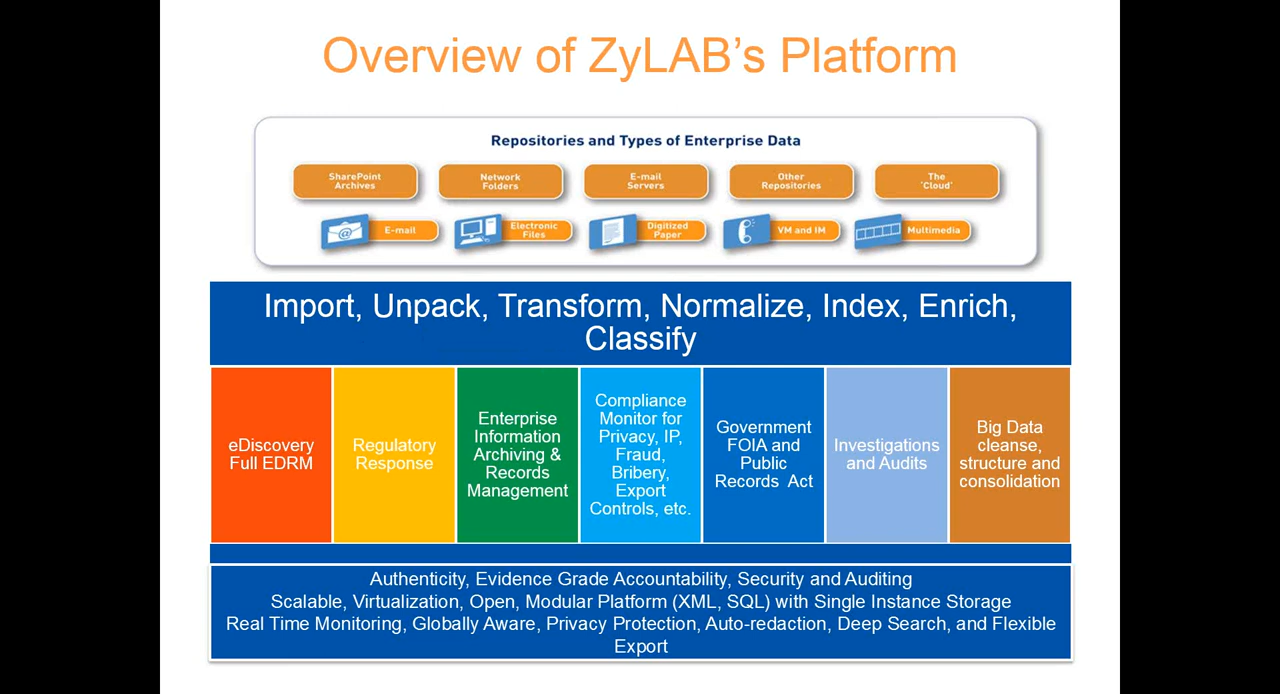 Overview of ZyLAB's Platform
Repositories and Types of Enterprise Data
SharePoint
Archives
Network
Folders
E-mail
Servers
Other
Repositories
The
'Cloud'
E-mail
Electronic
Files
Digitized
Paper
VM and IM
Multimedia
Import, Unpack, Transform, Normalize, Index, Enrich,
Classify
eDiscovery
Full EDRM
Regulatory
Response
Enterprise
Information
Archiving &
Records
Management
Compliance
Monitor for
Privacy, IP,
Fraud,
Bribery,
Export
Controls, etc.
Government
FOIA and
Public
Records Act
Investigations
and Audits
Big Data
cleanse,
structure and
consolidation
Authenticity, Evidence Grade Accountability, Security and Auditing
Scalable, Virtualization, Open, Modular Platform (XML, SQL) with Single Instance Storage
Real Time Monitoring, Globally Aware, Privacy Protection, Auto-redaction, Deep Search, and Flexible
Export